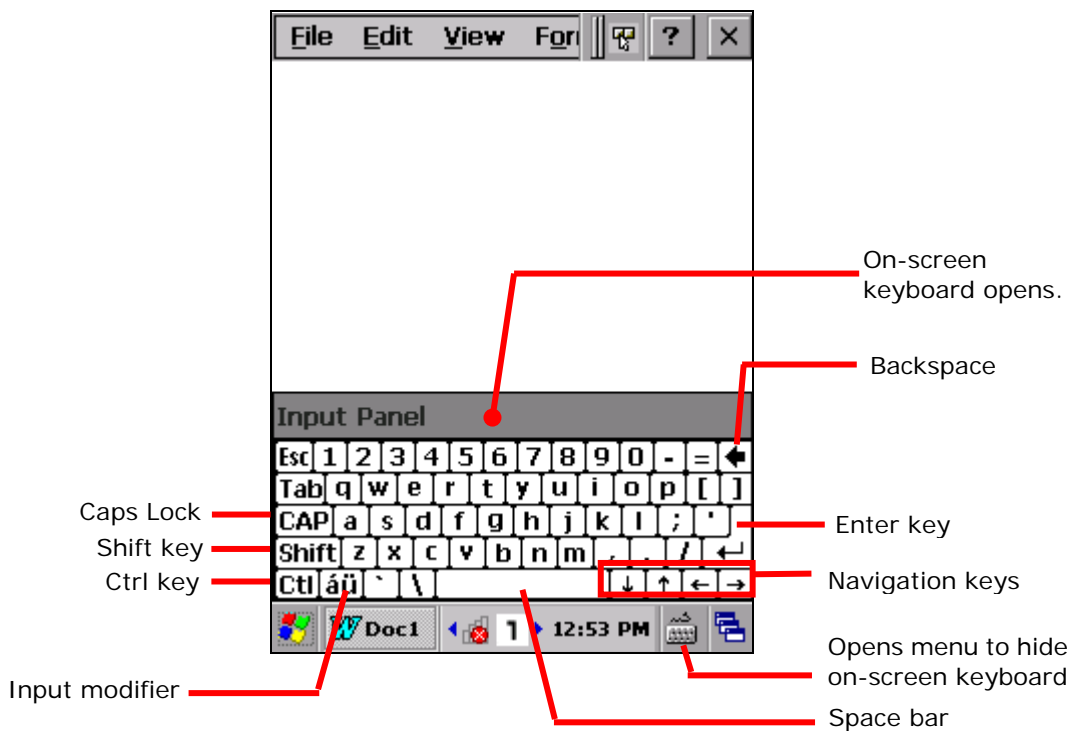 File Edit View For ? ×
On-screen
keyboard opens.
Backspace
Input Panel
Esc 1 2 3 4 5 6 7 8 9 0 - =
Tab q w e r t y u i o p [ ]
Caps Lock
CAP a s d f g h j k l ; '
Enter key
Shift key
Shift z x c v b n m , . / ↵
Ctrl key
Ctl áü ` \ ↓ ↑ ← →
Navigation keys
Doc1 1 12:53 PM
Opens menu to hide
on-screen keyboard
Input modifier
Space bar